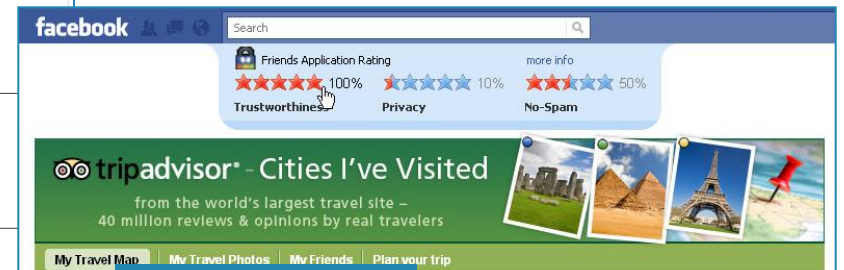 facebook Search
Friends Application Rating more info
100% 10% 50%
Trustworthiness Privacy No-Spam
tripadvisor® - Cities I've Visited
from the world's largest travel site –
40 million reviews & opinions by real travelers
My Travel Map My Travel Photos My Friends Plan your trip